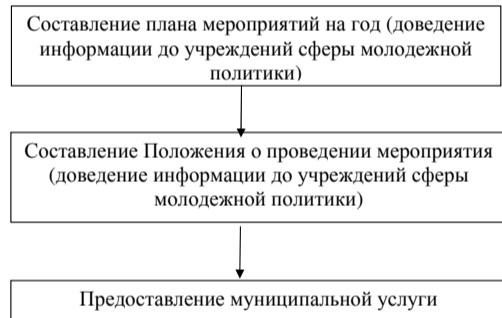 Составление плана мероприятий на год (доведение
информации до учреждений сферы молодежной
политики)
Составление Положения о проведении мероприятия
(доведение информации до учреждений сферы
молодежной политики)
Предоставление муниципальной услуги